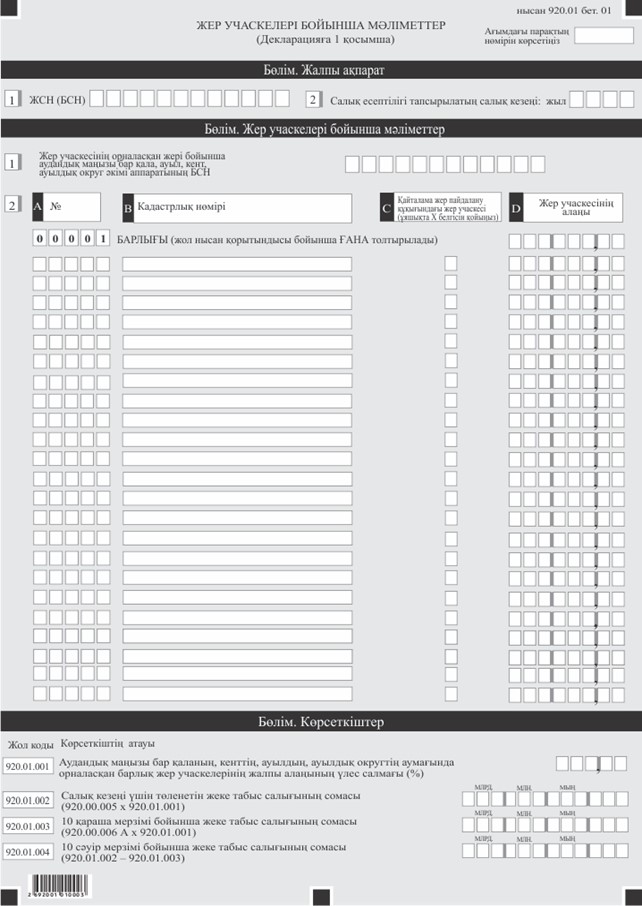 нысан 920.01 бет. 01
ЖЕР УЧАСКЕЛЕРІ БОЙЫНША МӘЛІМЕТТЕР
(Декларацияға 1 қосымша)
Ағымдағы парақтың
нөмірін көрсетіңіз
Бөлім. Жалпы ақпарат
1 ЖСН (БСН)
2 Салық есептілігі тапсырылатын салық кезеңі: жыл
Бөлім. Жер учаскелері бойынша мәліметтер
1 Жер учаскесінің орналасқан жері бойынша
аудандық маңызы бар қала, ауыл, кент,
ауылдық округ әкімі аппаратының БСН
2
A №
B Кадастрлық нөмірі
C Қайталама жер пайдалану
құқығындағы жер учаскесі
(ұяшықта X белгісін қойыңыз)
D Жер учаскесінің
алаңы
0 0 0 0 1 БАРЛЫҒЫ (жол нысан қорытындысы бойынша ҒАНА толтырылады)
Бөлім. Көрсеткіштер
Жол коды Көрсеткіштің атауы
920.01.001 Аудандық маңызы бар қаланың, кенттің, ауылдың, ауылдық округтің аумағында
орналасқан барлық жер учаскелерінің жалпы алаңының үлес салмағы (%)
МЛРД. МЛН. МЫҢ
920.01.002 Салық кезеңі үшін төленетін жеке табыс салығының сомасы
(920.00.005 x 920.01.001)
МЛРД. МЛН. МЫҢ
920.01.003 10 қараша мерзімі бойынша жеке табыс салығының сомасы
(920.00.006 A x 920.01.001)
МЛРД. МЛН. МЫҢ
920.01.004 10 сәуір мерзімі бойынша жеке табыс салығының сомасы
(920.01.002 – 920.01.003)
2 692001 010003